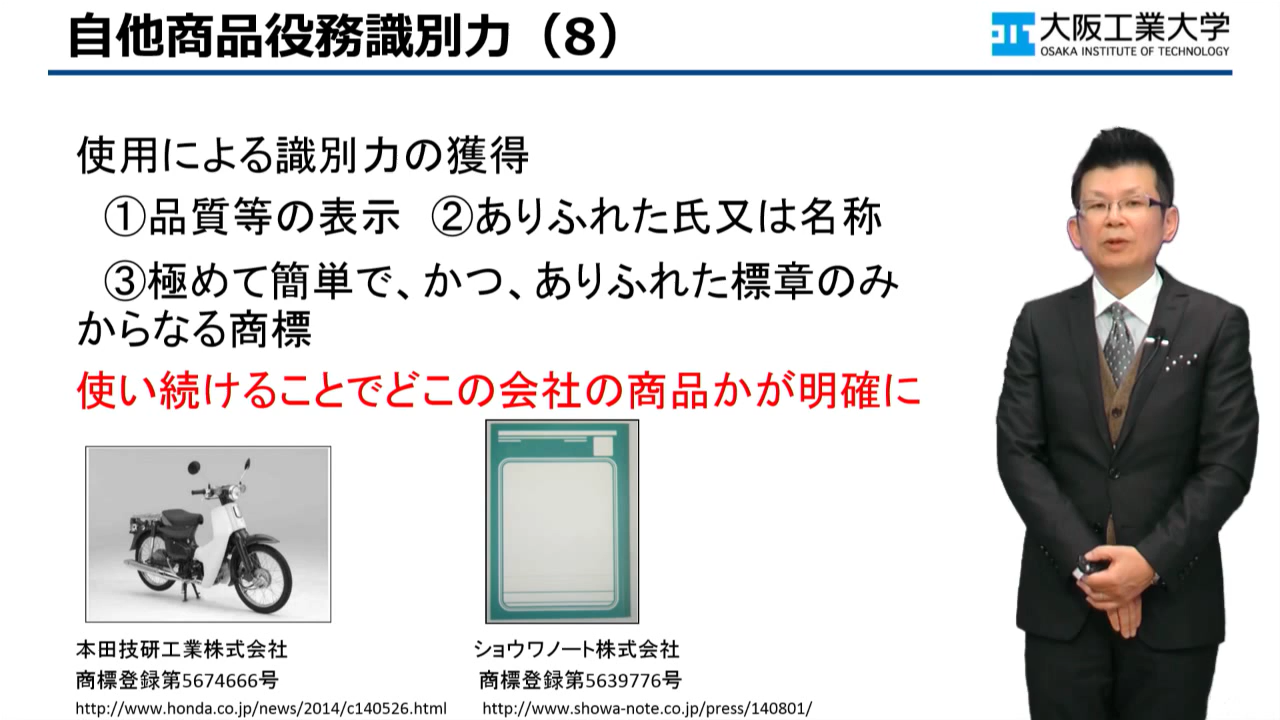 自他商品役務識別力（8）
大阪工業大学
OSAKA INSTITUTE OF TECHNOLOGY
使用による識別力の獲得
①品質等の表示 ②ありふれた氏又は名称
③極めて簡単で、かつ、ありふれた標章のみ
からなる商標
使い続けることでどこの会社の商品かが明確に
本田技研工業株式会社
商標登録第5674666号
http://www.honda.co.jp/news/2014/c140526.html
ショウワノート株式会社
商標登録第5639776号
http://www.showa-note.co.jp/press/140801/